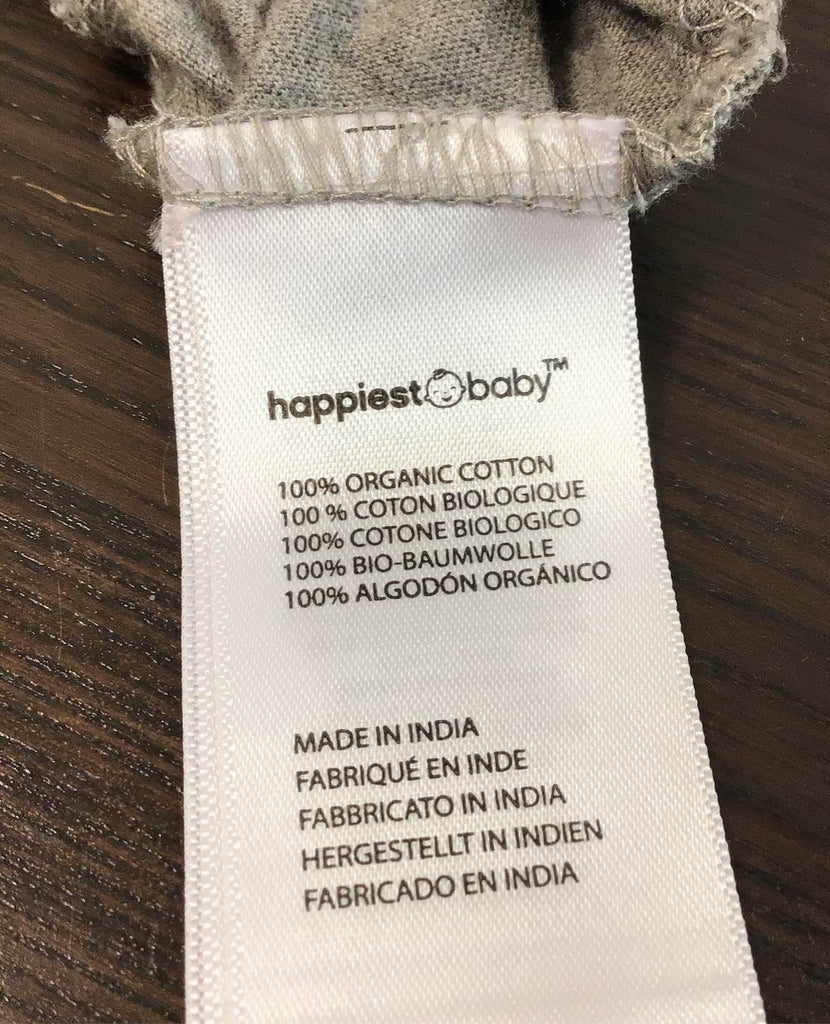 happiest baby™
100% ORGANIC COTTON
100 % COTON BIOLOGIQUE
100% COTONE BIOLOGICO
100% BIO-BAUMWOLLE
100% ALGODÓN ORGÁNICO
MADE IN INDIA
FABRIQUÉ EN INDE
FABBRICATO IN INDIA
HERGESTELLT IN INDIEN
FABRICADO EN INDIA